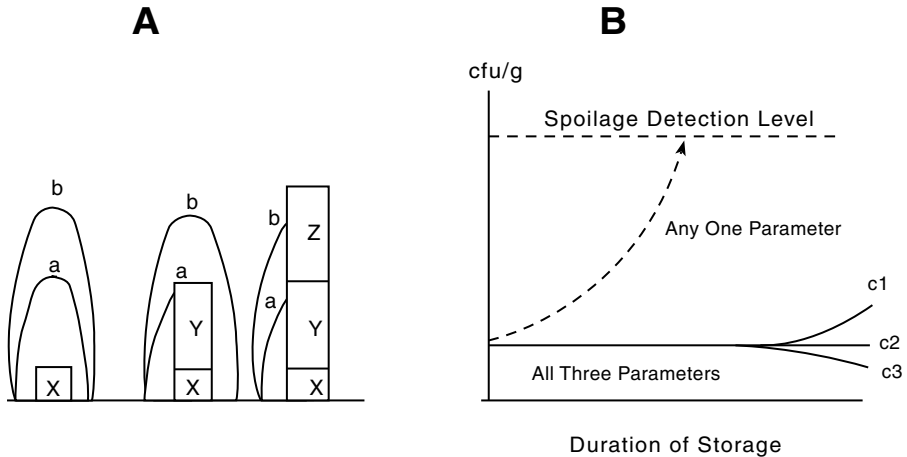 A
b
a
X
b
a
Y
X
b
a
Z
Y
X
B
cfu/g
Spoilage Detection Level
Any One Parameter
c1
c2
c3
All Three Parameters
Duration of Storage